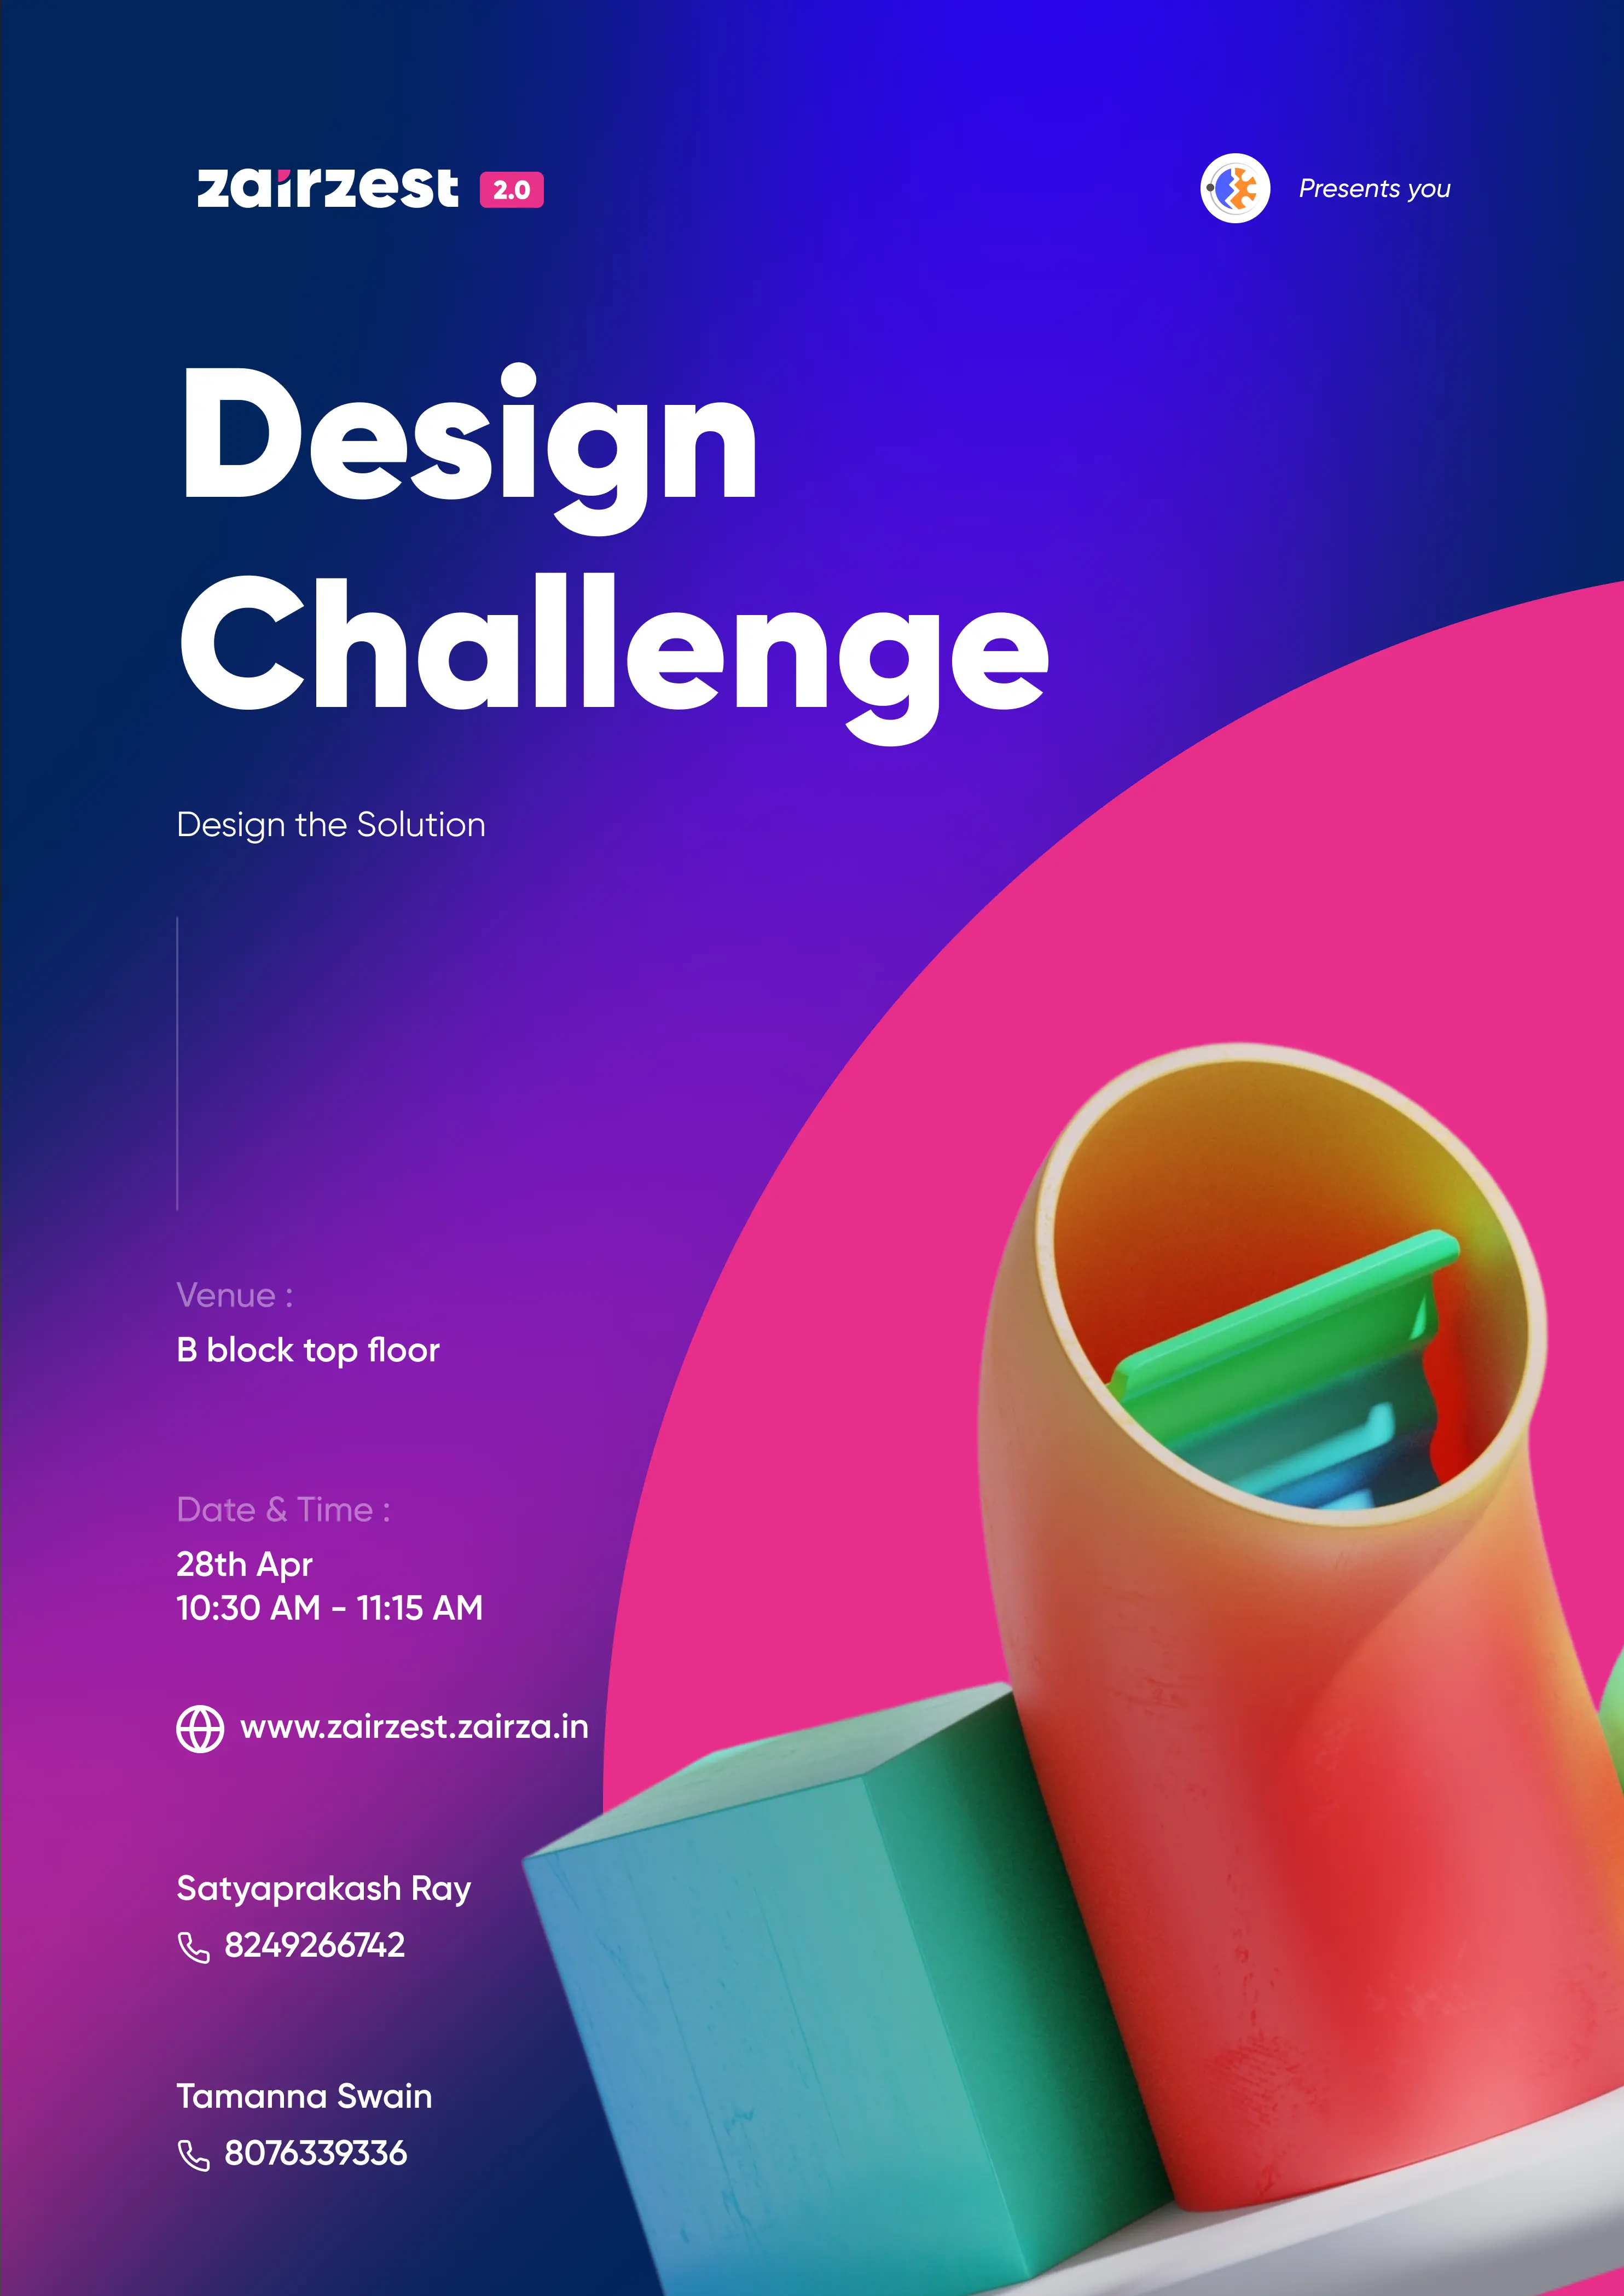 zairzest 2.0
Presents you
Design
Challenge
Design the Solution
Venue :
B block top floor
Date & Time :
28th Apr
10:30 AM - 11:15 AM
www.zairzest.zairza.in
Satyaprakash Ray
8249266742
Tamanna Swain
8076339336